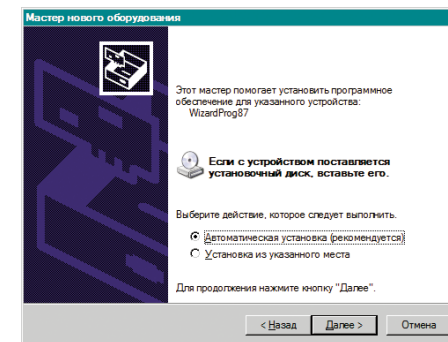 Мастер нового оборудования
Этот мастер помогает установить программное
обеспечение для указанного устройства:
WizardProg87
Если с устройством поставляется
установочный диск, вставьте его.
Выберите действие, которое следует выполнить.
Автоматическая установка (рекомендуется)
Установка из указанного места
Для продолжения нажмите кнопку "Далее".
< Назад
Далее >
Отмена